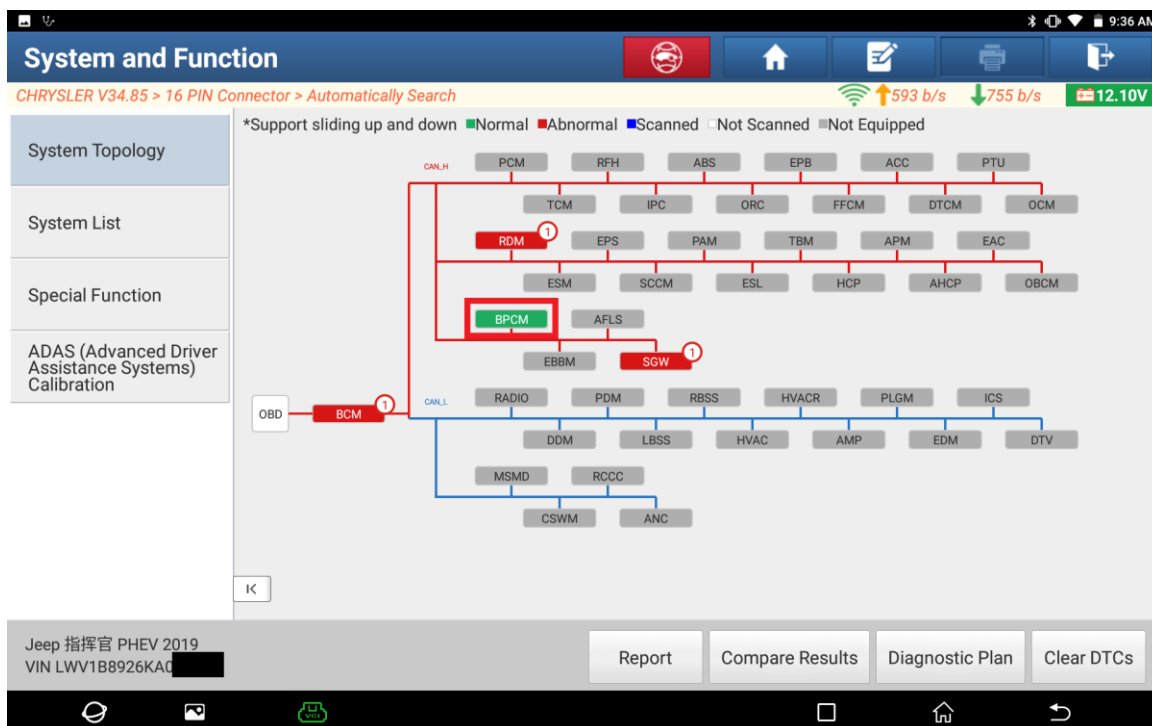 9:36 AM
System and Function
CHRYSLER V34.85 > 16 PIN Connector > Automatically Search
593 b/s
755 b/s
12.10V
System Topology
System List
Special Function
ADAS (Advanced Driver
Assistance Systems)
Calibration
*Support sliding up and down Normal Abnormal Scanned Not Scanned Not Equipped
CAN_H PCM RFH ABS EPB ACC PTU
TCM IPC ORC FFCM DTCM OCM
RDM 1 EPS PAM TBM APM EAC
ESM SCCM ESL HCP AHCP OBCM
BPCM AFLS
EBBM SGW 1
OBD BCM 1
CAN_L RADIO PDM RBSS HVACR PLGM ICS
DDM LBSS HVAC AMP EDM DTV
MSMD RCCC
CSWM ANC
Jeep 指挥官 PHEV 2019
VIN LWV1B8926KA0
Report
Compare Results
Diagnostic Plan
Clear DTCs
VCI